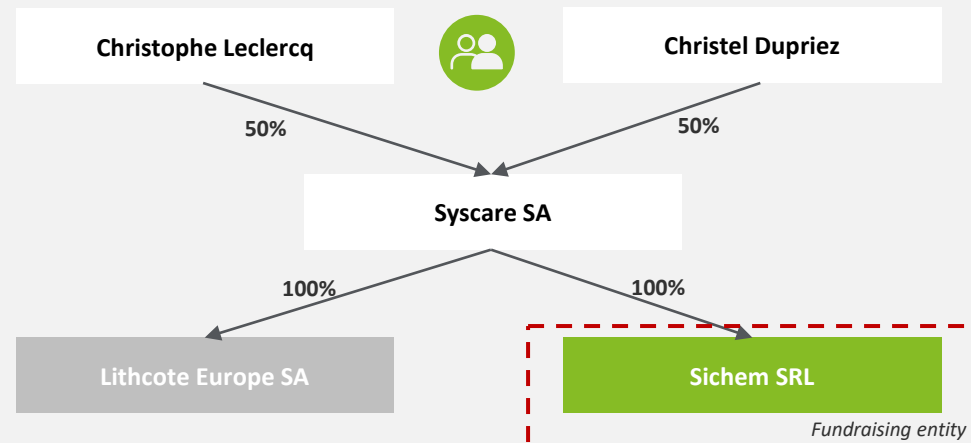 Christophe Leclercq
Christel Dupriez
50%
50%
Syscare SA
100%
100%
Lithcote Europe SA
Sichem SRL
Fundraising entity